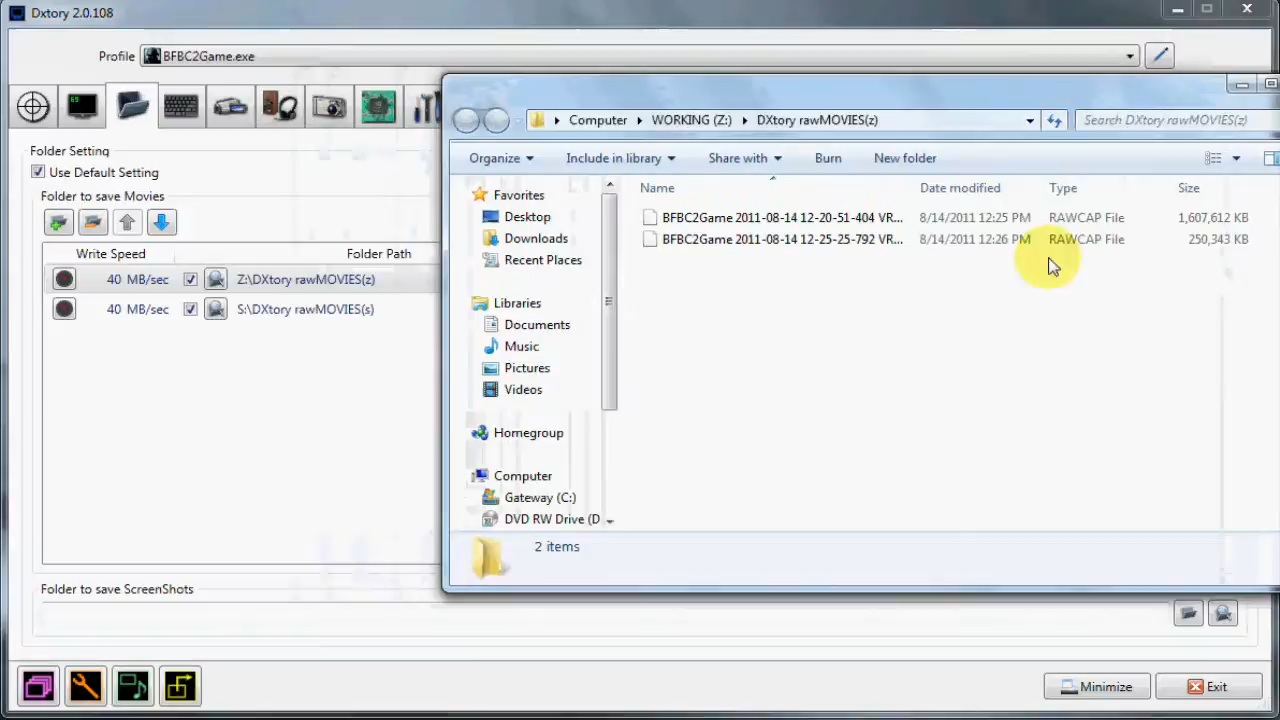 Dxtory 2.0.108
Profile BFBC2Game.exe
Folder Setting
Use Default Setting
Folder to save Movies
Write Speed Folder Path
40 MB/sec Z:\DXtory rawMOVIES(z)
40 MB/sec S:\DXtory rawMOVIES(s)
Folder to save ScreenShots
Minimize Exit
Computer WORKING (Z:) DXtory rawMOVIES(z) Search DXtory rawMOVIES(z)
Organize Include in library Share with Burn New folder
Name Date modified Type Size
BFBC2Game 2011-08-14 12-20-51-404 VR... 8/14/2011 12:25 PM RAWCAP File 1,607,612 KB
BFBC2Game 2011-08-14 12-25-25-792 VR... 8/14/2011 12:26 PM RAWCAP File 250,343 KB
Favorites
Desktop
Downloads
Recent Places
Libraries
Documents
Music
Pictures
Videos
Homegroup
Computer
Gateway (C:)
DVD RW Drive (D
2 items